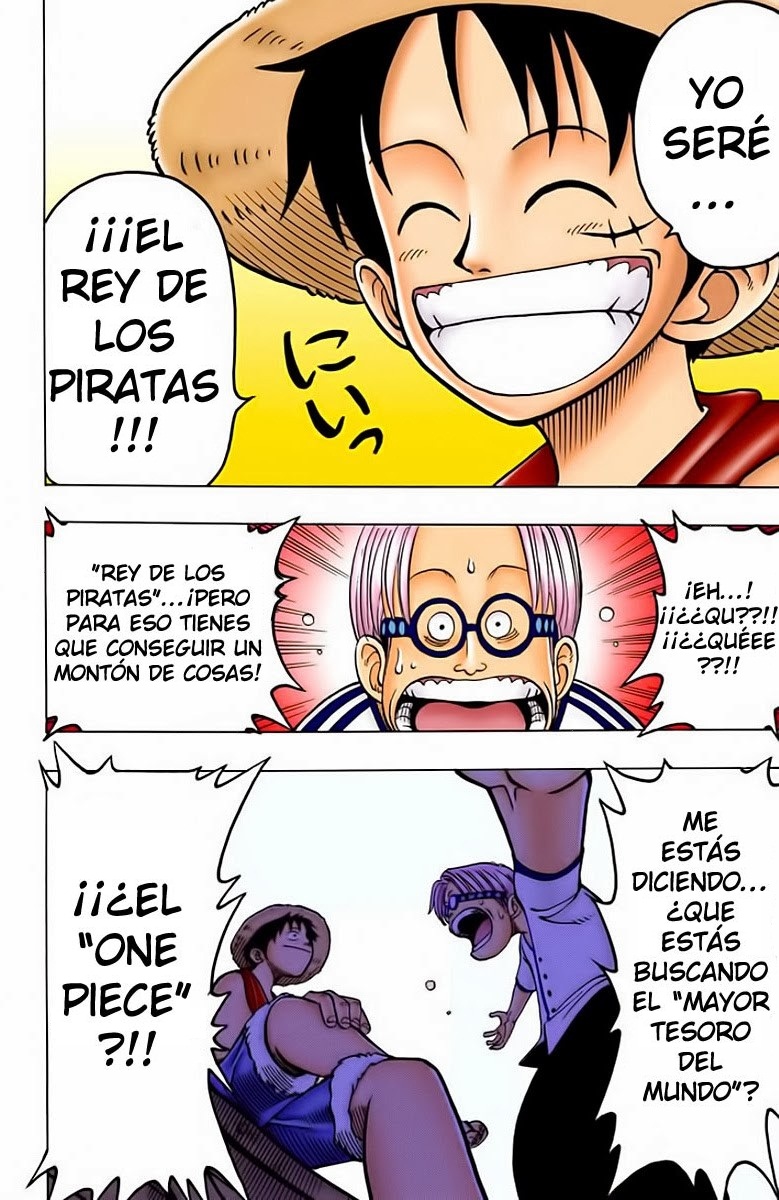 YO
SERÉ
...
¡¡¡EL
REY DE
LOS
PIRATAS
!!!
にいっ
¡EH...!
¡¡¿¿QU??!!
¡¡¿¿QUÉEE
??!!
"REY DE LOS
PIRATAS"...¡PERO
PARA ESO TIENES
QUE CONSEGUIR UN
MONTÓN DE COSAS!
ME
ESTÁS
DICIENDO...
¿QUE
ESTÁS
BUSCANDO
EL "MAYOR
TESORO
DEL
MUNDO"?
¡¡¿EL
"ONE
PIECE"
?!!